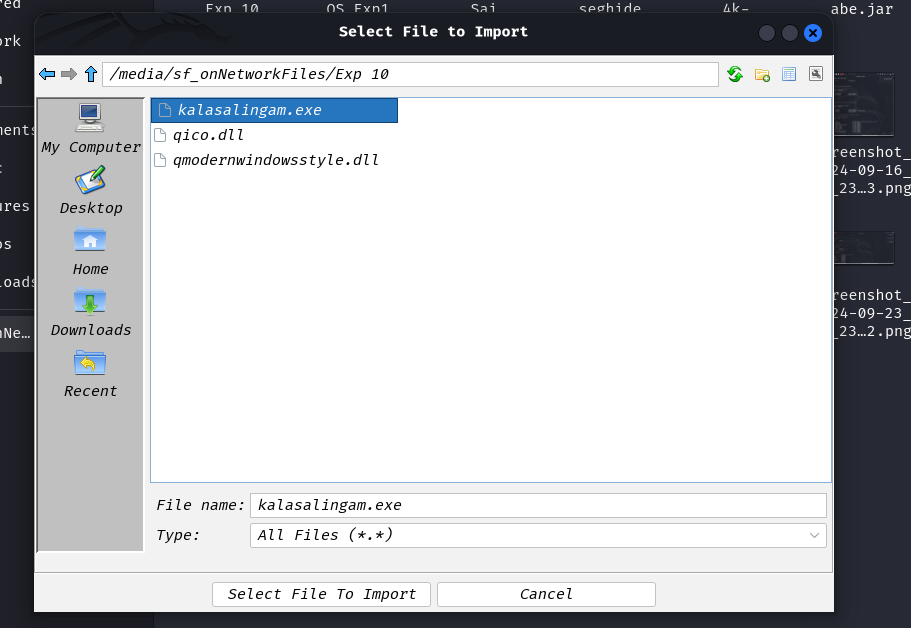 red
Exp 10
OS Exp1
Sai
seghide
4k-
abe.jar
Select File to Import
ork
/media/sf_onNetworkFiles/Exp 10
kalasalingam.exe
qico.dll
qmodernwindowsstyle.dll
ments
My Computer
Desktop
ures
Home
os
Downloads
loads
nNe…
Recent
reenshot_
24-09-16_
_23…3.png
reenshot_
24-09-23_
_23…2.png
File name:
kalasalingam.exe
Type:
All Files (*.*)
Select File To Import
Cancel